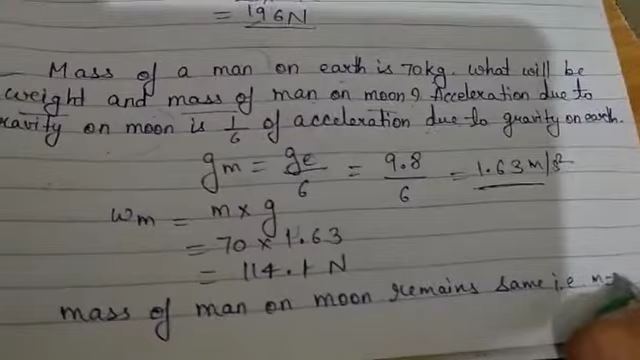 = 196N
Mass of a man on earth is 70kg. what will be
weight and mass of man on moon? Acceleration due to
ravity on moon is 1/6 of acceleration due to gravity on earth.
gm = ge/6 = 9.8/6 = 1.63 m/s²
Wm = m x g
= 70 x 1.63
= 114.1 N
mass of man on moon remains same i.e m=